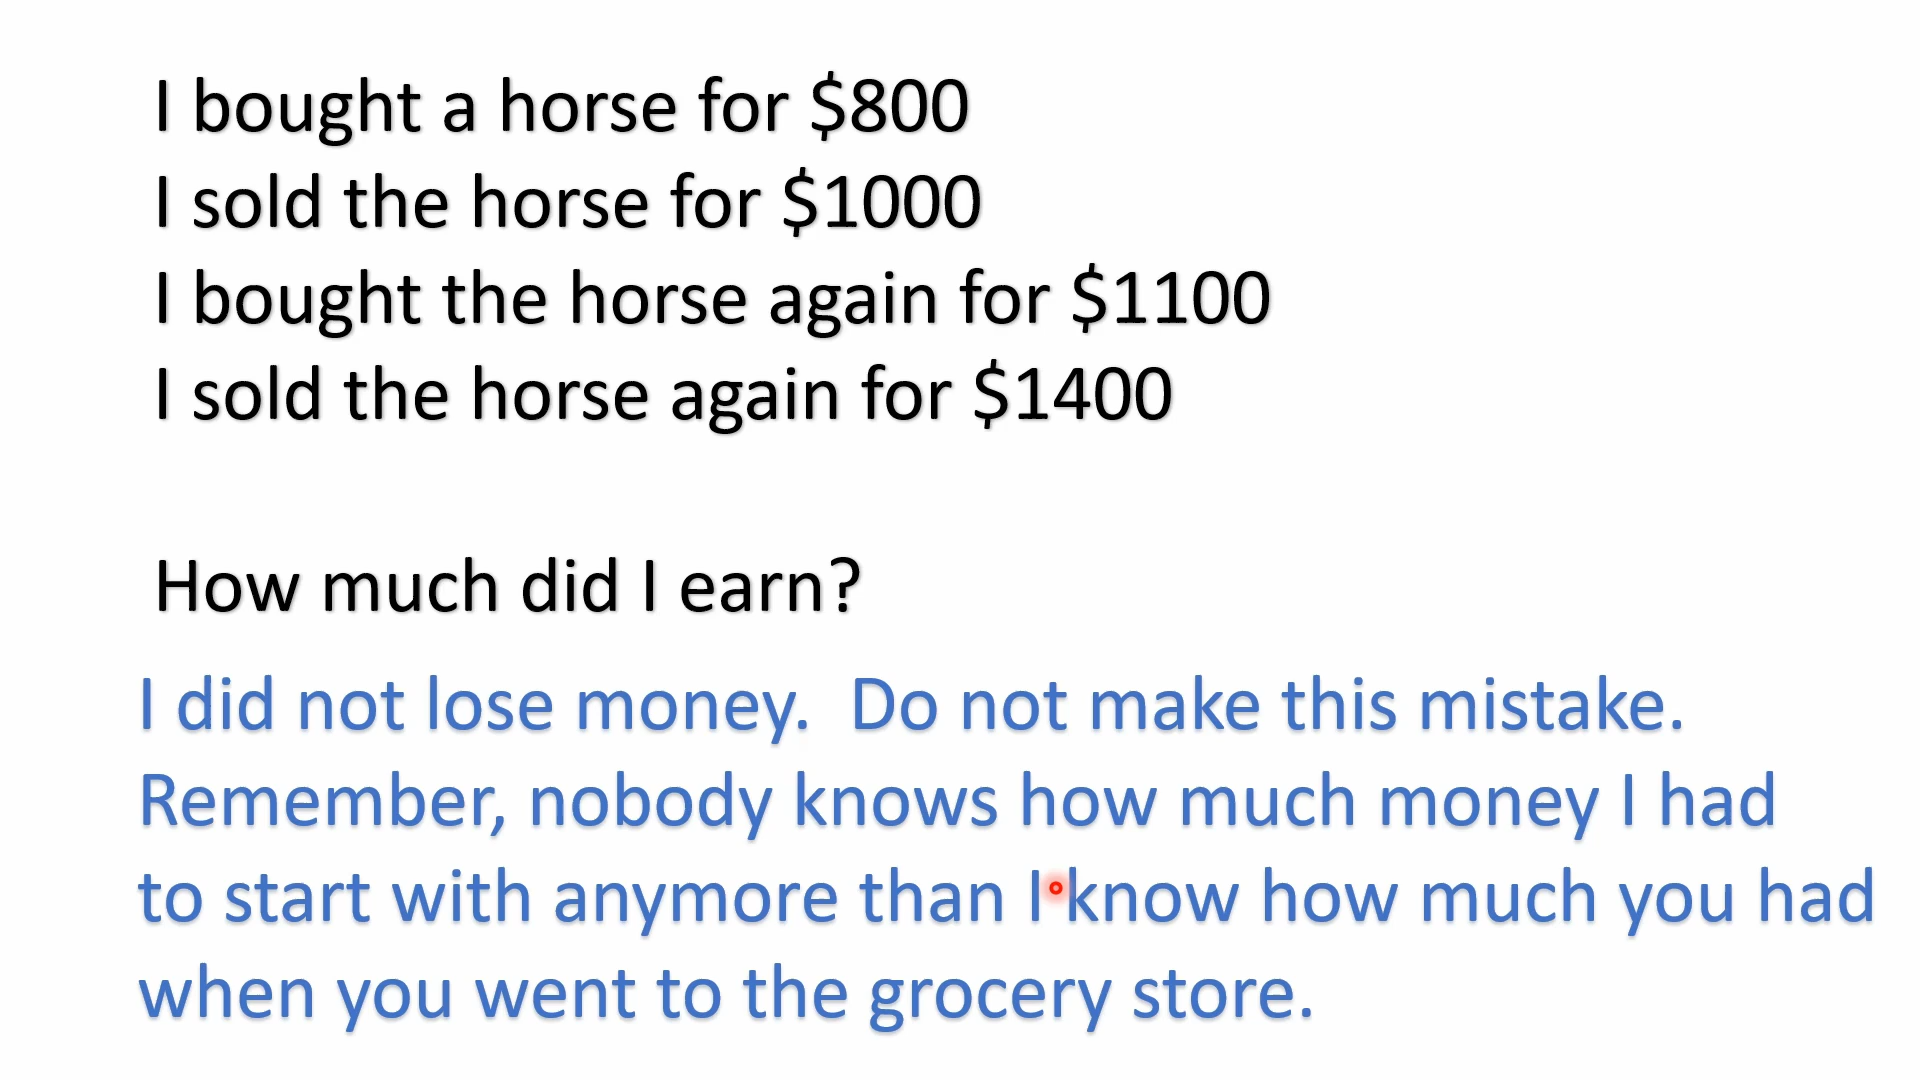 I bought a horse for $800
I sold the horse for $1000
I bought the horse again for $1100
I sold the horse again for $1400
How much did I earn?
I did not lose money.  Do not make this mistake.
Remember, nobody knows how much money I had
to start with anymore than I know how much you had
when you went to the grocery store.